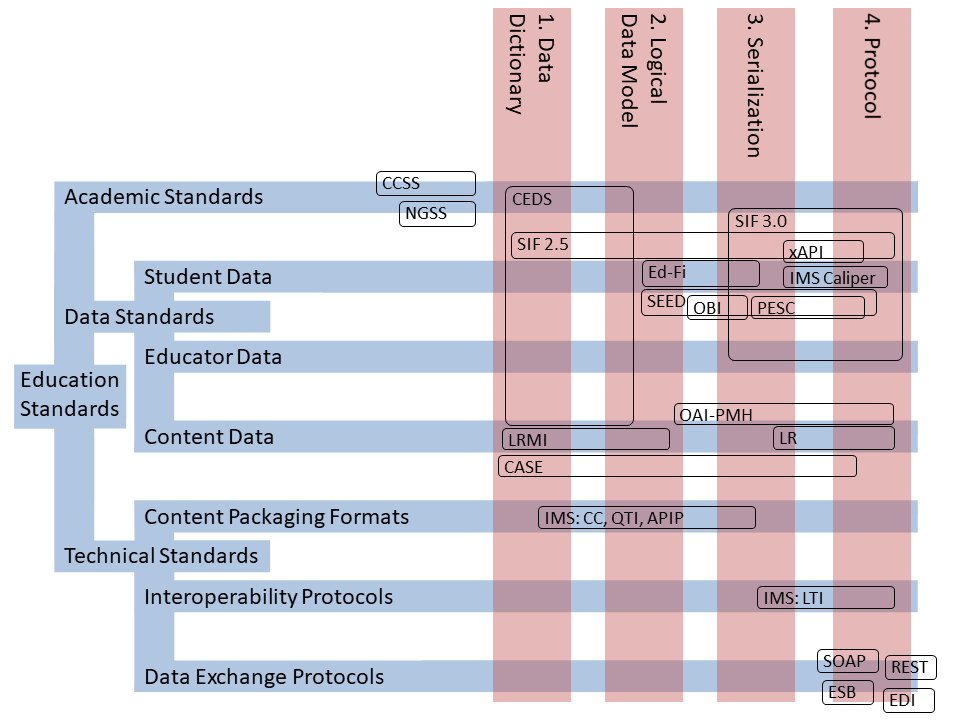 1. Data
Dictionary
2. Logical
Data Model
3. Serialization
4. Protocol
CCSS
Academic Standards
NGSS
CEDS
SIF 3.0
SIF 2.5
xAPI
Student Data
Ed-Fi
IMS Caliper
SEED
OBI
PESC
Data Standards
Educator Data
Education
Standards
OAI-PMH
Content Data
LRMI
LR
CASE
Content Packaging Formats
IMS: CC, QTI, APIP
Technical Standards
Interoperability Protocols
IMS: LTI
SOAP
REST
Data Exchange Protocols
ESB
EDI